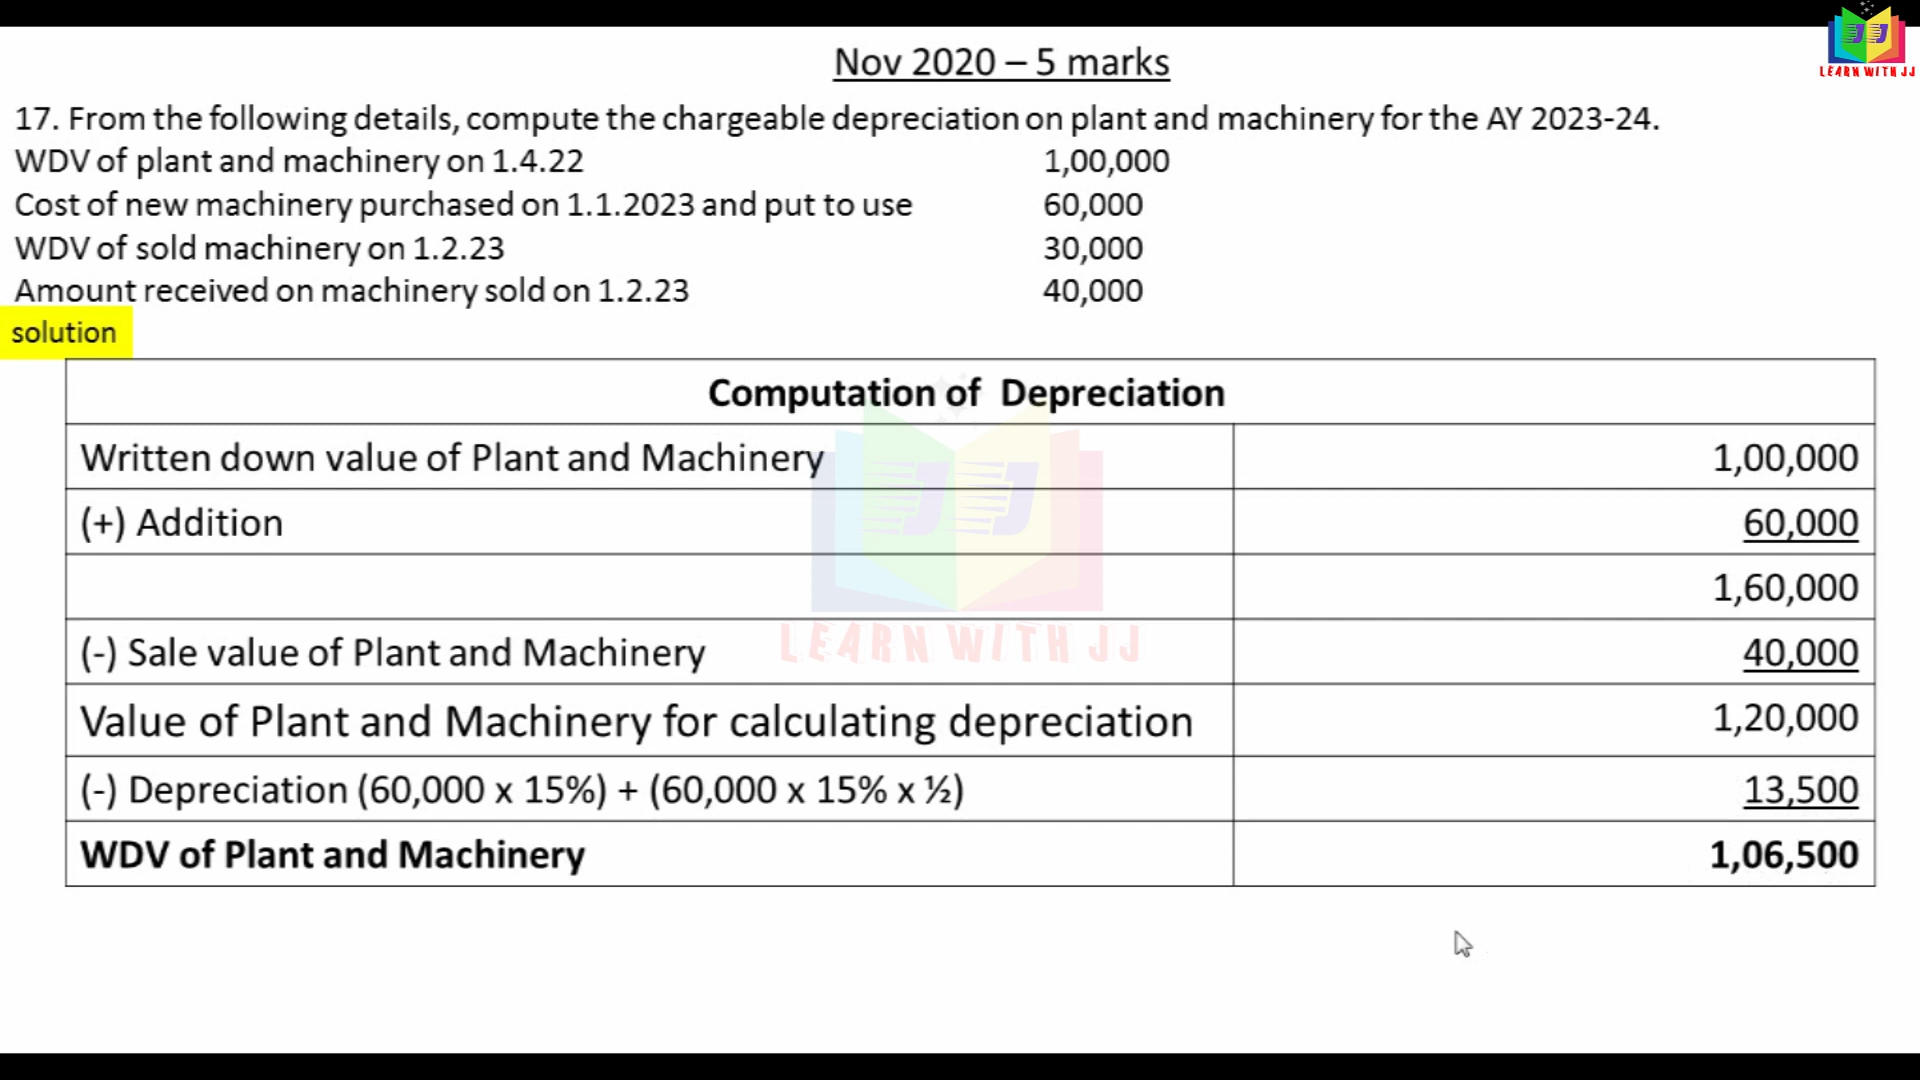 LEARN WITH JJ
Nov 2020 – 5 marks
17. From the following details, compute the chargeable depreciation on plant and machinery for the AY 2023-24.
WDV of plant and machinery on 1.4.22 1,00,000
Cost of new machinery purchased on 1.1.2023 and put to use 60,000
WDV of sold machinery on 1.2.23 30,000
Amount received on machinery sold on 1.2.23 40,000
solution
Computation of Depreciation
Written down value of Plant and Machinery 1,00,000
(+) Addition 60,000
1,60,000
(-) Sale value of Plant and Machinery 40,000
Value of Plant and Machinery for calculating depreciation 1,20,000
(-) Depreciation (60,000 x 15%) + (60,000 x 15% x ½) 13,500
WDV of Plant and Machinery 1,06,500
JJ
LEARN WITH JJ